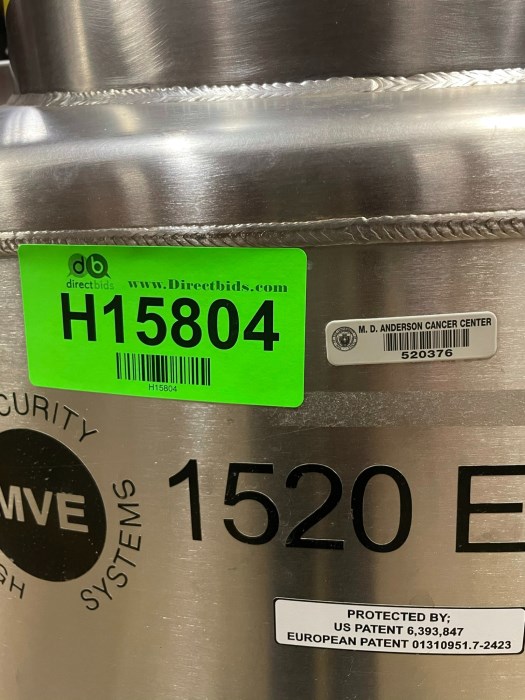 db
directbids
www.Directbids.com
H15804
H15804
M. D. ANDERSON CANCER CENTER
520376
CURITY
MVE
SYSTEMS
GH
1520 E
PROTECTED BY;
US PATENT 6,393,847
EUROPEAN PATENT 01310951.7-2423